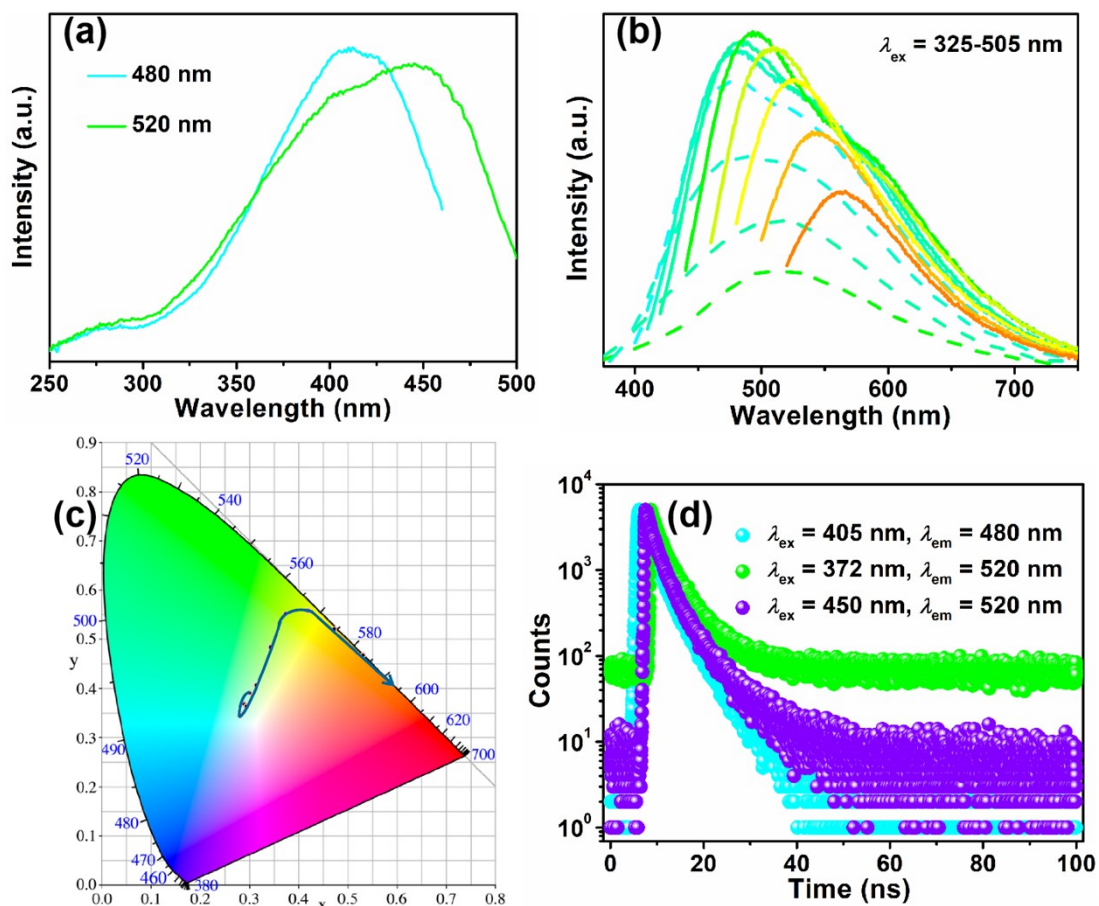 (a)
480 nm
520 nm
Intensity (a.u.)
250 300 350 400 450 500
Wavelength (nm)
(b)
λex = 325-505 nm
Intensity (a.u.)
400 500 600 700
Wavelength (nm)
(c)
0.9
0.8
0.7
0.6
0.5
y
0.4
0.3
0.2
0.1
0.0
0.0 0.1 0.2 0.3 0.4 0.5 0.6 0.7 0.8
x
520
540
560
580
600
620
700
500
490
480
470
460
380
(d)
λex = 405 nm, λem = 480 nm
λex = 372 nm, λem = 520 nm
λex = 450 nm, λem = 520 nm
Counts
10⁴
10³
10²
10¹
10⁰
0 20 40 60 80 100
Time (ns)